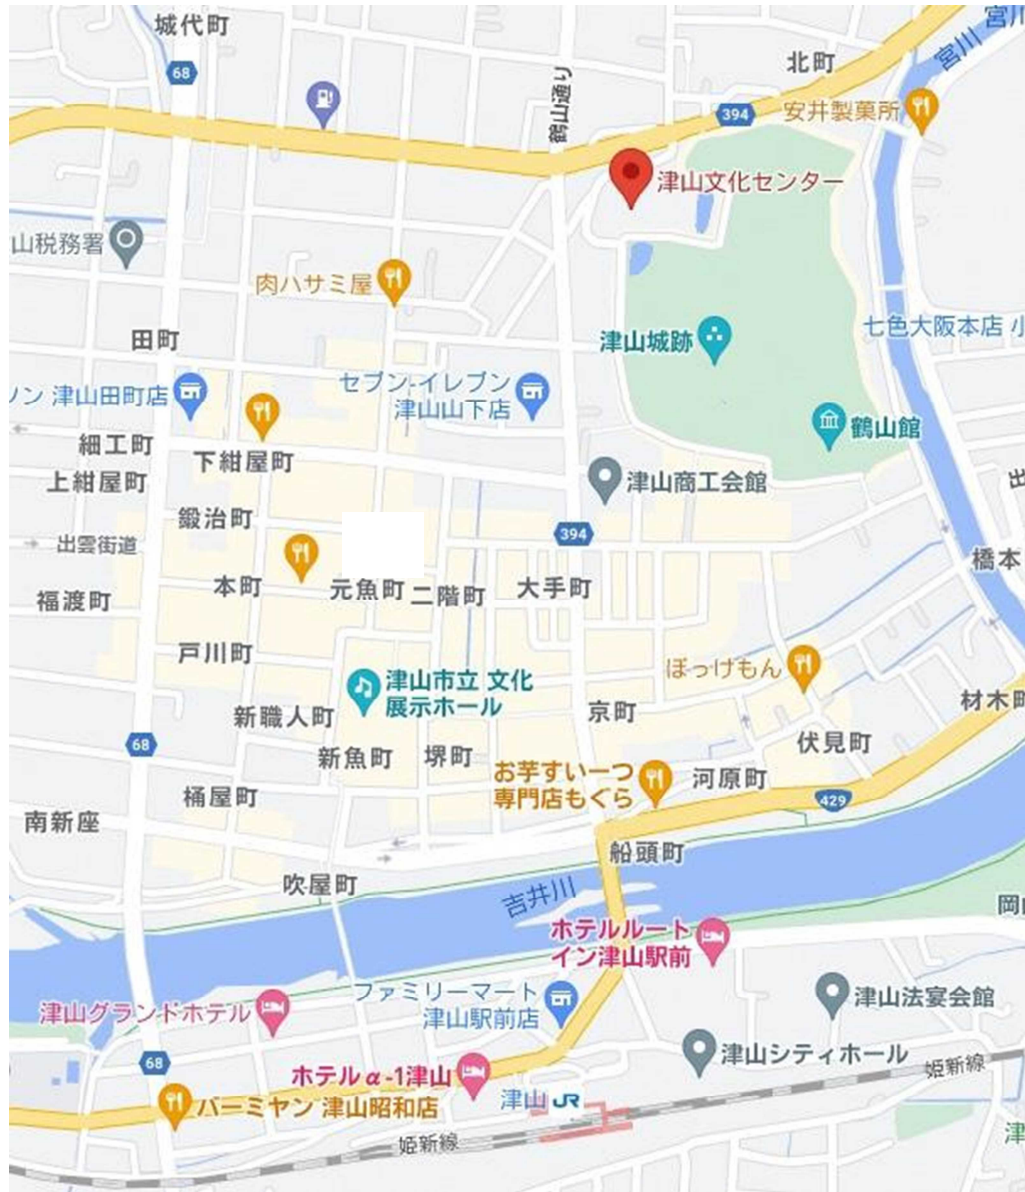 城代町
宮川
68
北町
宮川
鶴山通り
394
安井製菓所
津山文化センター
山税務署
肉ハサミ屋
田町
津山城跡
七色大阪本店 小
セブン-イレブン
津山山下店
ソン 津山田町店
鶴山館
細工町
下紺屋町
上紺屋町
津山商工会館
出
鍛治町
394
出雲街道
橋本
本町
元魚町
二階町
大手町
福渡町
戸川町
ぼっけもん
津山市立 文化
展示ホール
材木町
新職人町
京町
68
伏見町
新魚町
堺町
お芋すいーつ
専門店もぐら
河原町
桶屋町
429
南新座
船頭町
吹屋町
吉井川
岡山
ホテルルート
イン津山駅前
ファミリーマート
津山駅前店
津山グランドホテル
津山法宴会館
津山シティホール
68
ホテルα-1津山
姫新線
津山 JR
バーミヤン 津山昭和店
姫新線
津